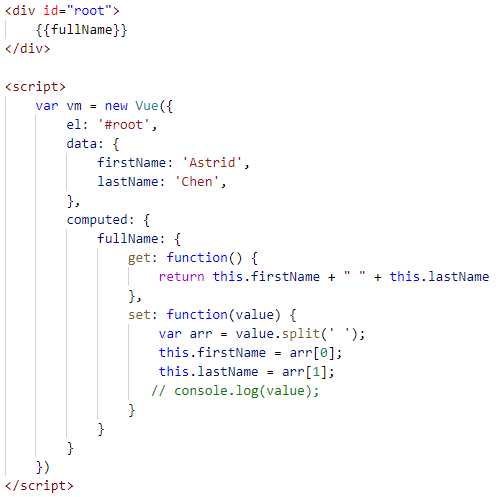 <div id="root">
    {{fullName}}
</div>

<script>
    var vm = new Vue({
        el: '#root',
        data: {
            firstName: 'Astrid',
            lastName: 'Chen',
        },
        computed: {
            fullName: {
                get: function() {
                    return this.firstName + " " + this.lastName
                },
                set: function(value) {
                    var arr = value.split(' ');
                    this.firstName = arr[0];
                    this.lastName = arr[1];
                   // console.log(value);
                }
            }
        }
    })
</script>